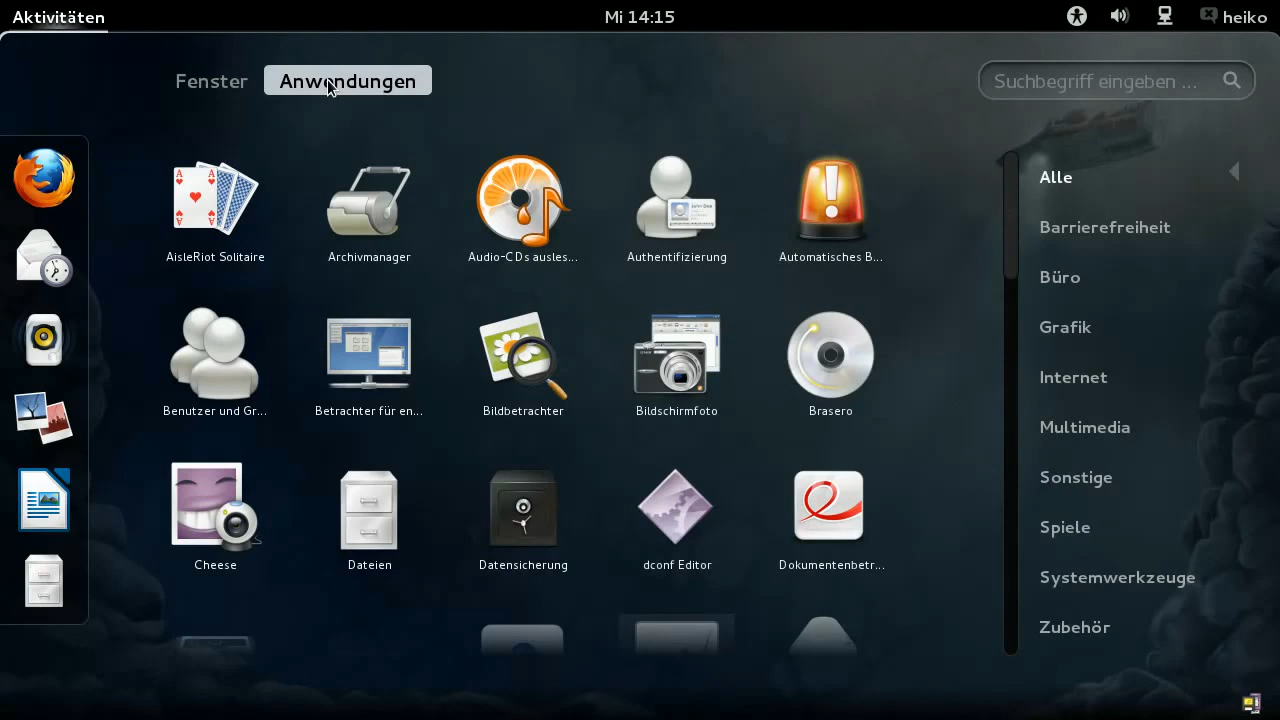 Aktivitäten
Mi 14:15
heiko
Fenster
Anwendungen
Suchbegriff eingeben ...
AisleRiot Solitaire
Archivmanager
Audio-CDs ausles...
Authentifizierung
Automatisches B...
Benutzer und Gr...
Betrachter für en...
Bildbetrachter
Bildschirmfoto
Brasero
Cheese
Dateien
Datensicherung
dconf Editor
Dokumentenbetr...
Alle
Barrierefreiheit
Büro
Grafik
Internet
Multimedia
Sonstige
Spiele
Systemwerkzeuge
Zubehör